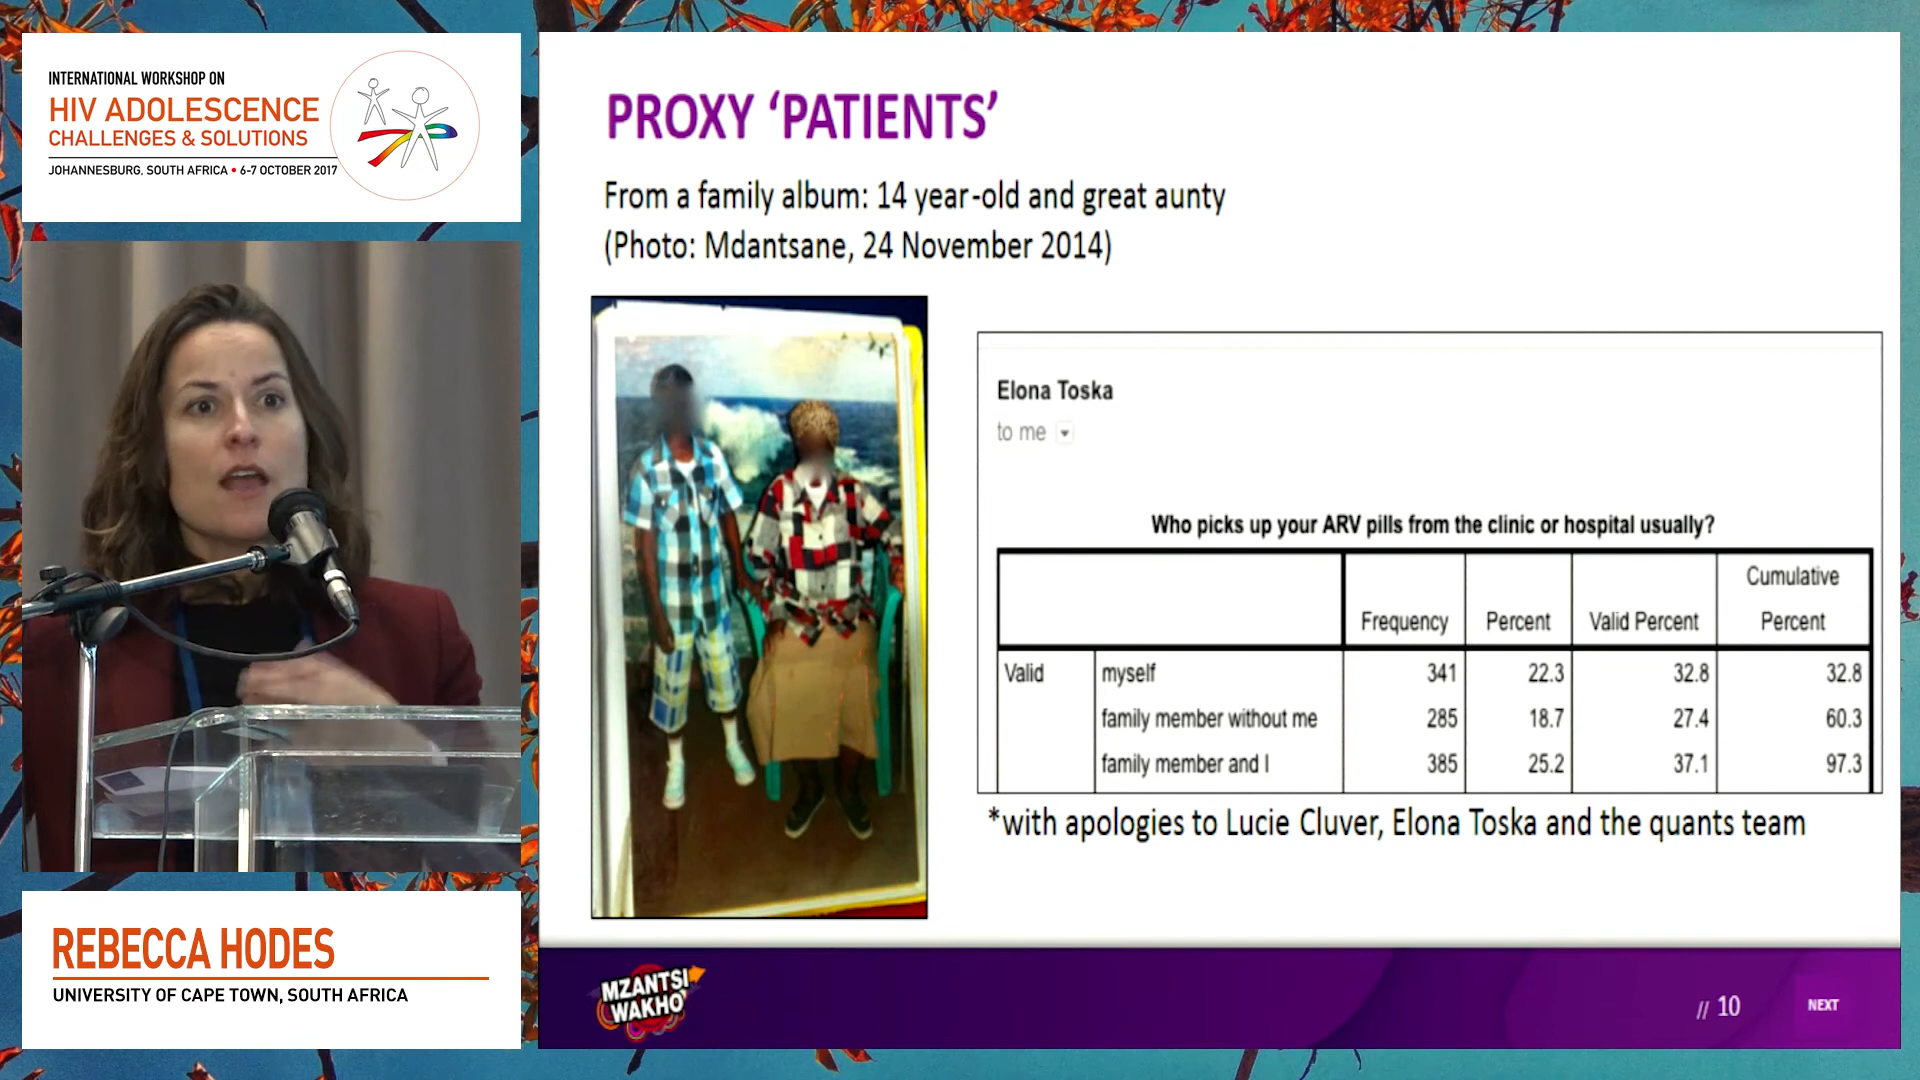 INTERNATIONAL WORKSHOP ON
HIV ADOLESCENCE
CHALLENGES & SOLUTIONS
JOHANNESBURG, SOUTH AFRICA • 6-7 OCTOBER 2017
REBECCA HODES
UNIVERSITY OF CAPE TOWN, SOUTH AFRICA
PROXY ‘PATIENTS’
From a family album: 14 year-old and great aunty
(Photo: Mdantsane, 24 November 2014)
Elona Toska
to me
Who picks up your ARV pills from the clinic or hospital usually?
Frequency Percent Valid Percent Cumulative Percent
Valid myself 341 22.3 32.8 32.8
family member without me 285 18.7 27.4 60.3
family member and I 385 25.2 37.1 97.3
*with apologies to Lucie Cluver, Elona Toska and the quants team
MZANTSI
WAKHO
// 10
NEXT